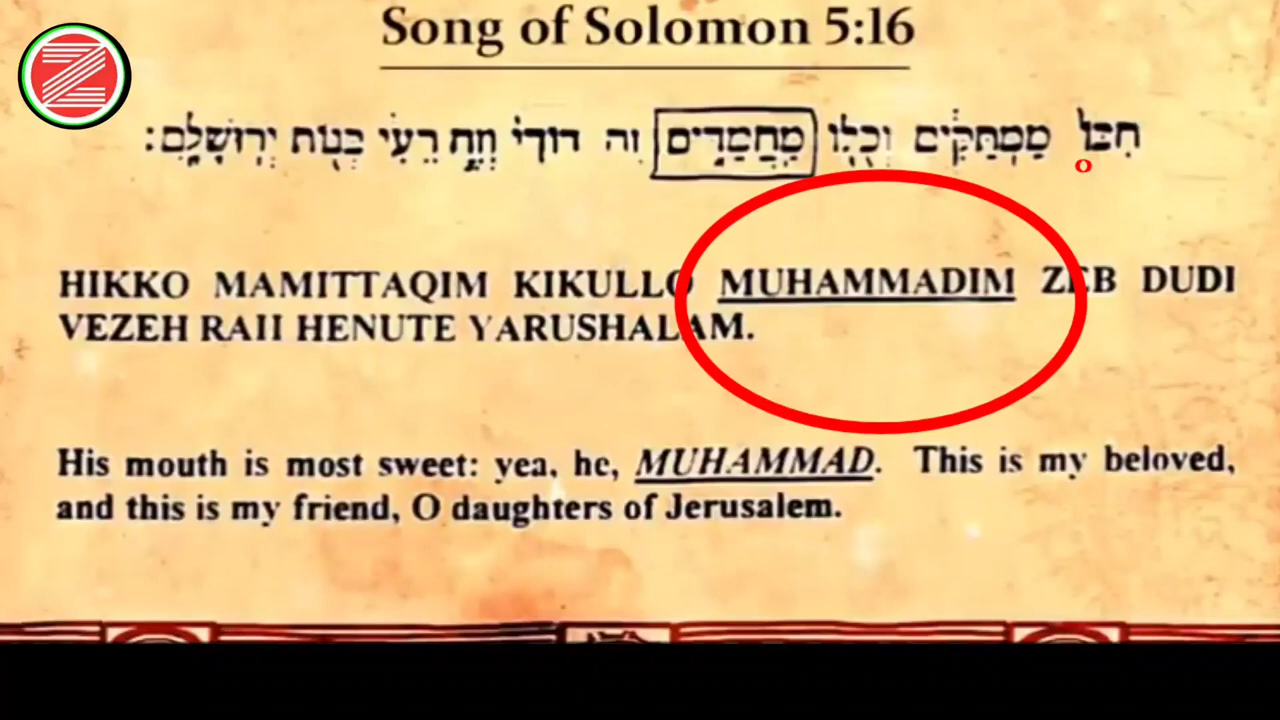 Song of Solomon 5:16
חִכּוֹ מַמְתַקִּים וְכֻלּוֹ מַחֲמַדִּים זֶה דוֹדִי וְזֶה רֵעִי בְּנוֹת יְרוּשָׁלִָם:
HIKKO MAMITTAQIM KIKULLO MUHAMMADIM ZEB DUDI
VEZEH RAII HENUTE YARUSHALAM.
His mouth is most sweet: yea, he, MUHAMMAD. This is my beloved,
and this is my friend, O daughters of Jerusalem.